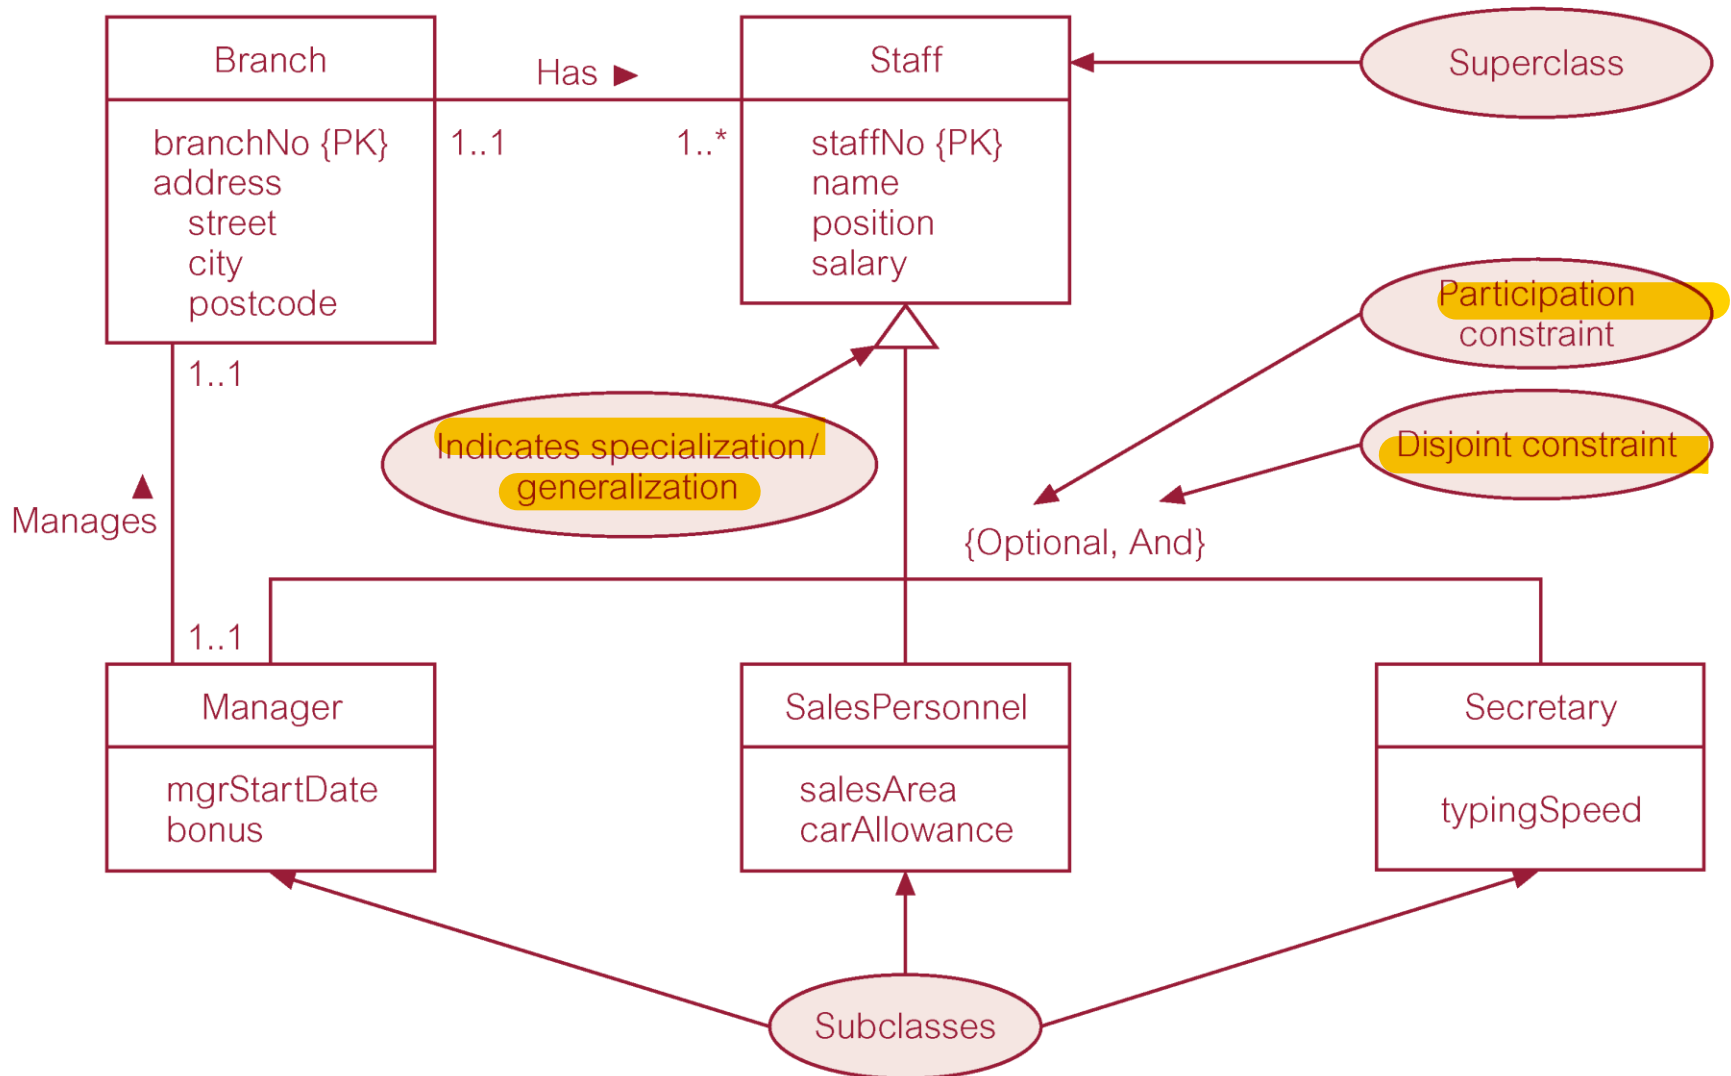 Branch
Has ►
Staff
Superclass
branchNo {PK}
address
street
city
postcode
1..1
1..*
staffNo {PK}
name
position
salary
Participation
constraint
1..1
Indicates specialization/
generalization
Disjoint constraint
▲
Manages
{Optional, And}
1..1
Manager
SalesPersonnel
Secretary
mgrStartDate
bonus
salesArea
carAllowance
typingSpeed
Subclasses